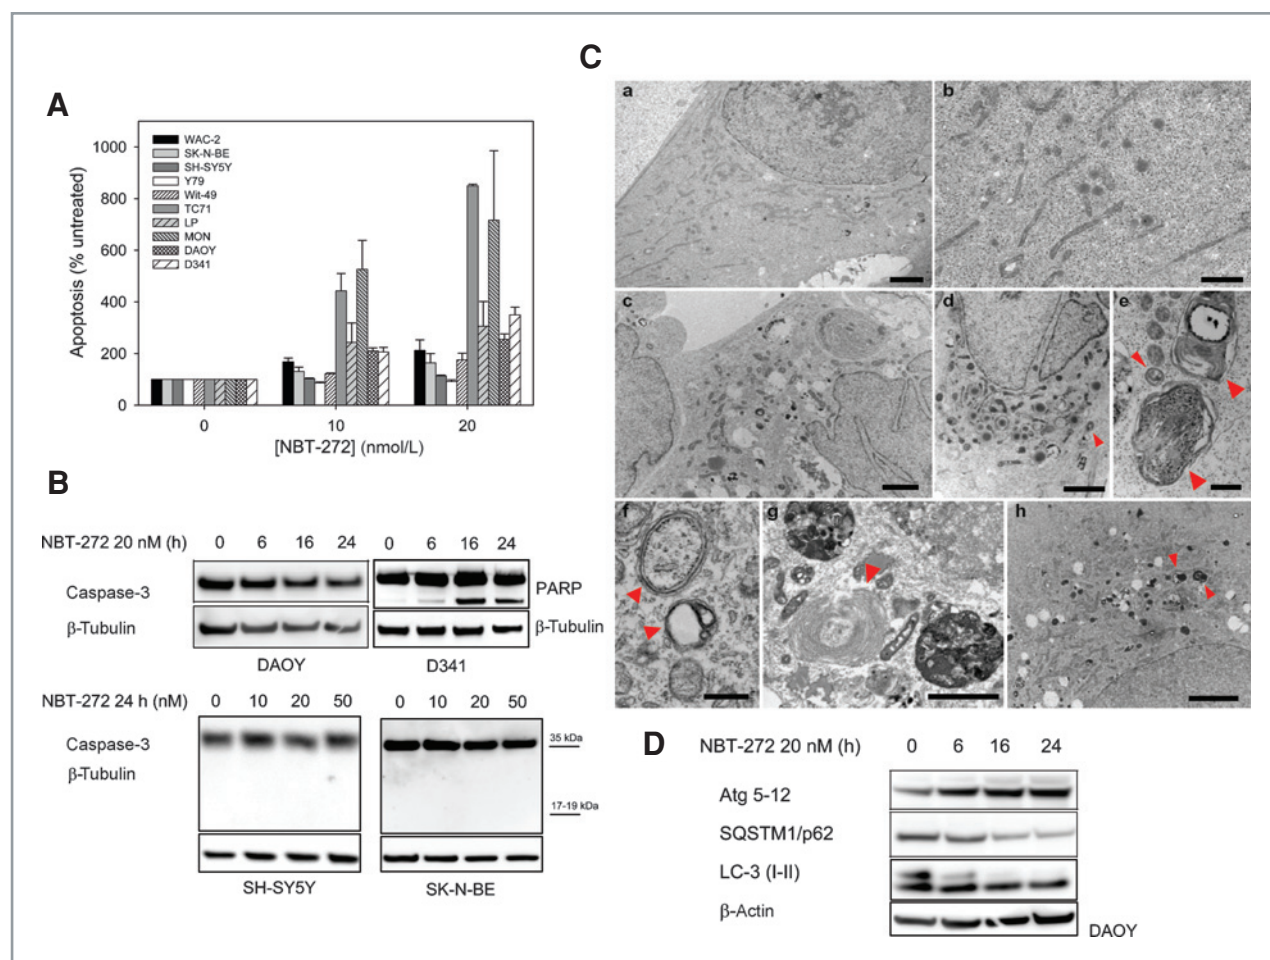 A
Apoptosis (% untreated)
1000
800
600
400
200
0
WAC-2
SK-N-BE
SH-SY5Y
Y79
Wit-49
TC71
LP
MON
DAOY
D341
0 10 20
[NBT-272] (nmol/L)
B
NBT-272 20 nM (h) 0 6 16 24 0 6 16 24
Caspase-3 PARP
β-Tubulin β-Tubulin
DAOY D341
NBT-272 24 h (nM) 0 10 20 50 0 10 20 50
Caspase-3 35 kDa
β-Tubulin
17-19 kDa
SH-SY5Y SK-N-BE
C
a b
c d e
f g h
D
NBT-272 20 nM (h) 0 6 16 24
Atg 5-12
SQSTM1/p62
LC-3 (I-II)
β-Actin
DAOY